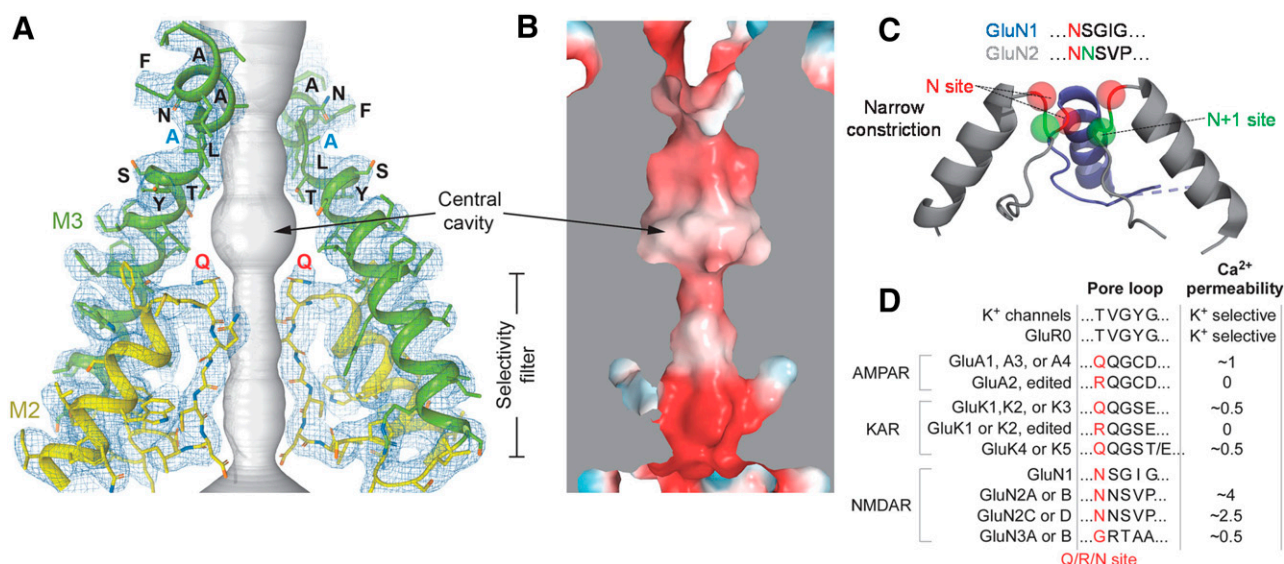 A
F
A
A
N
A
L
S
Y
T
M3
M2
A
N
F
A
L
S
T
Y
Q
Q
Central
cavity
Selectivity
filter
B
C
GluN1 ...NSGIG...
GluN2 ...NNSVP...
N site
Narrow
constriction
N+1 site
D
Ca2+
Pore loop permeability
K+ channels ...TVGYG... K+ selective
GluR0 ...TVGYG... K+ selective
AMPAR
GluA1, A3, or A4 ...QQGCD... ~1
GluA2, edited ...RQGCD... 0
KAR
GluK1,K2, or K3 ...QQGSE... ~0.5
GluK1 or K2, edited ...RQGSE... 0
GluK4 or K5 ...QQGST/E... ~0.5
NMDAR
GluN1 ...NSGIG...
GluN2A or B ...NNSVP... ~4
GluN2C or D ...NNSVP... ~2.5
GluN3A or B ...GRTAA... ~0.5
Q/R/N site